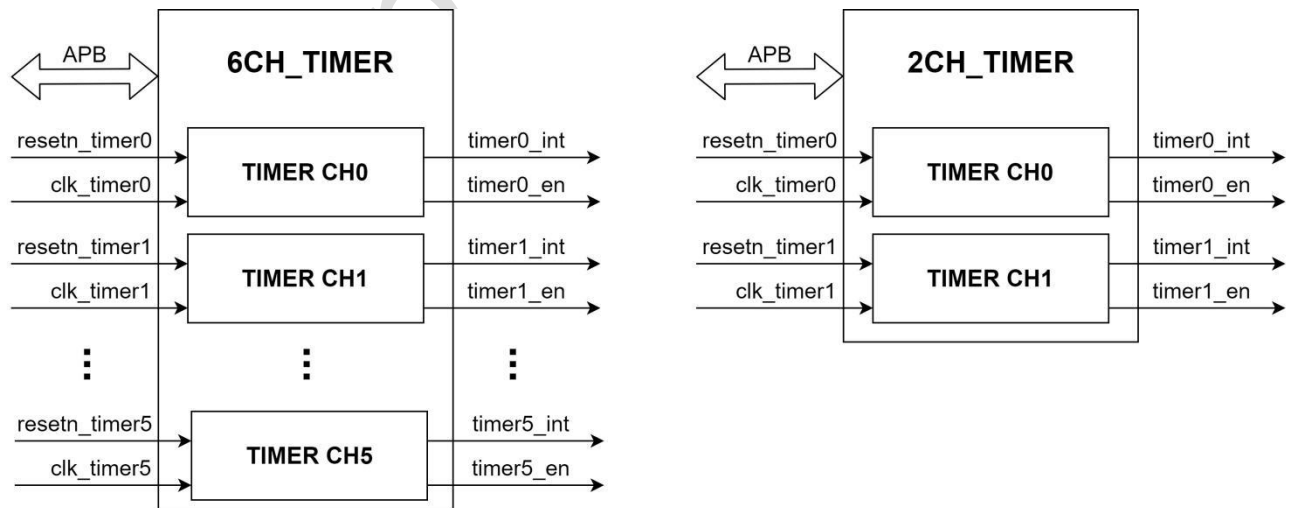 APB
6CH_TIMER
resetn_timer0
clk_timer0
TIMER CH0
timer0_int
timer0_en
resetn_timer1
clk_timer1
TIMER CH1
timer1_int
timer1_en
resetn_timer5
clk_timer5
TIMER CH5
timer5_int
timer5_en
APB
2CH_TIMER
resetn_timer0
clk_timer0
TIMER CH0
timer0_int
timer0_en
resetn_timer1
clk_timer1
TIMER CH1
timer1_int
timer1_en